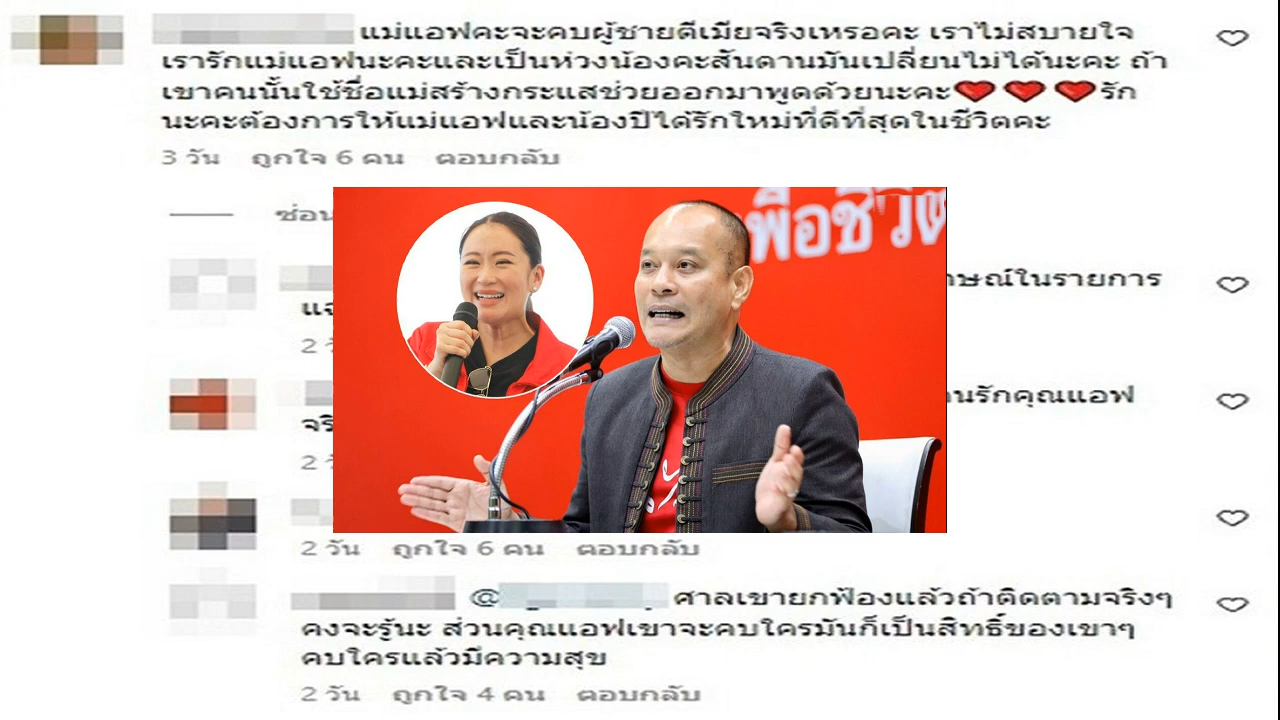 แม่แอฟคะจะคบผู้ชายตีเมียจริงเหรอคะ เราไม่สบายใจ
เรารักแม่แอฟนะคะและเป็นห่วงน้องคะสันดานมันเปลี่ยนไม่ได้นะคะ ถ้า
เขาคนนั้นใช้ชื่อแม่สร้างกระแสช่วยออกมาพูดด้วยนะคะ❤️❤️❤️รัก
นะคะต้องการให้แม่แอฟและน้องปีได้รักใหม่ที่ดีที่สุดในชีวิตคะ
3 วัน ถูกใจ 6 คน ตอบกลับ
ซ่อน
าษณ์ในรายการ
2
นรักคุณแอฟ
จริ
2
2 วัน ถูกใจ 6 คน ตอบกลับ
@ ศาลเขายกฟ้องแล้วถ้าติดตามจริงๆ
คงจะรู้นะ ส่วนคุณแอฟเขาจะคบใครมันก็เป็นสิทธิ์ของเขาๆ
คบใครแล้วมีความสุข
2 วัน ถูกใจ 4 คน ตอบกลับ